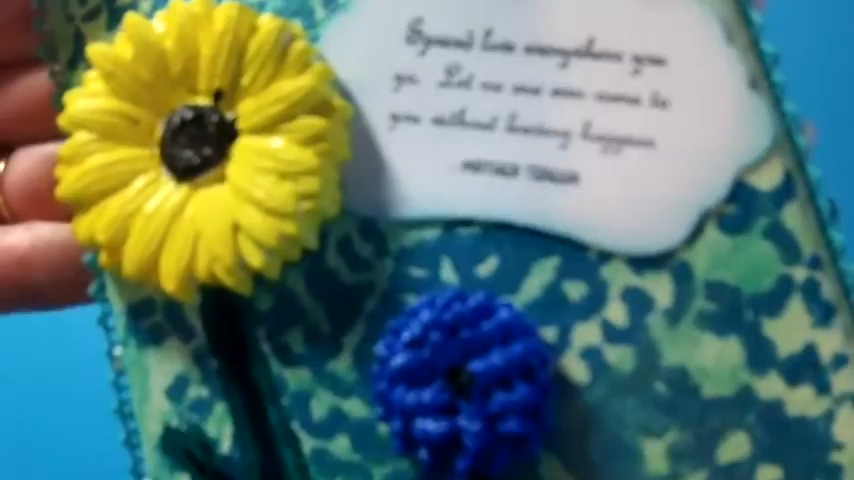 Spread love everywhere you
go. Let no one ever come to
you without leaving happier.
-MOTHER TERESA